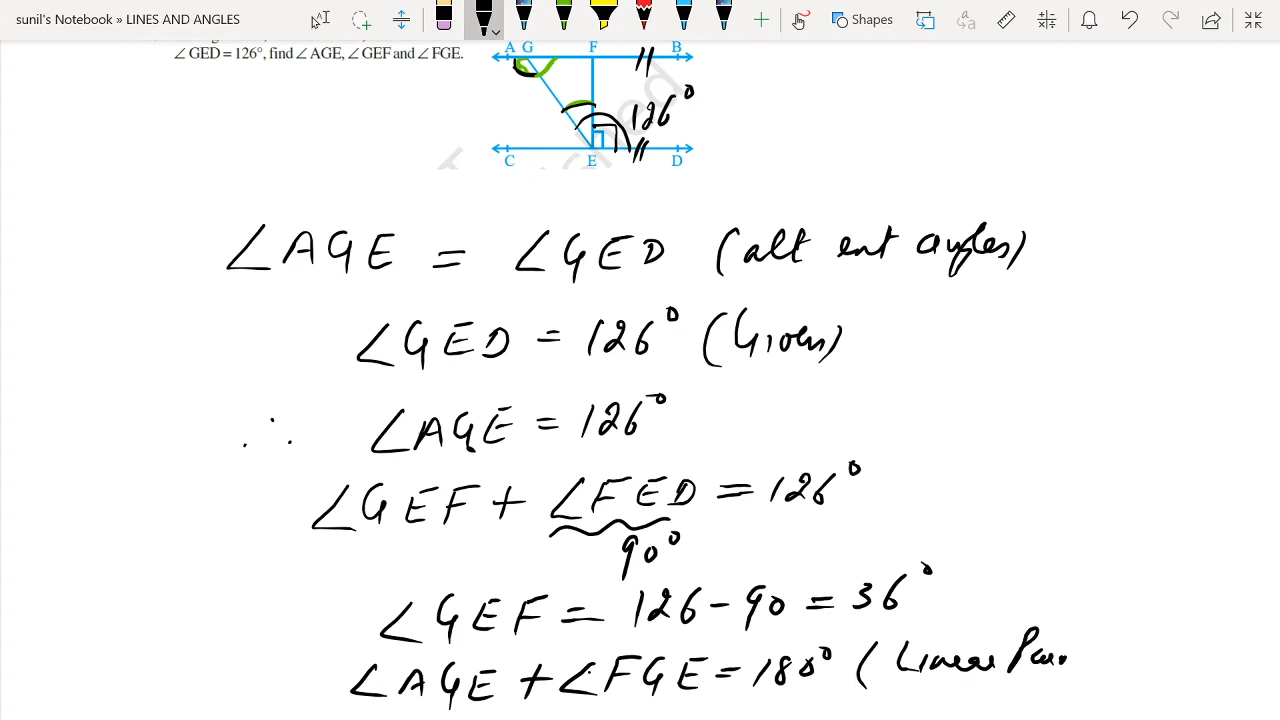 sunil's Notebook » LINES AND ANGLES
Shapes
∠ GED = 126°, find ∠ AGE, ∠ GEF and ∠ FGE.
A G F B
126°
C E D
∠AGE = ∠GED (alt ent angles)
∠GED = 126° (Given)
∴ ∠AGE = 126°
∠GEF + ∠FED = 126°
90°
∠GEF = 126 - 90 = 36°
∠AGE + ∠FGE = 180° (Linear Pair